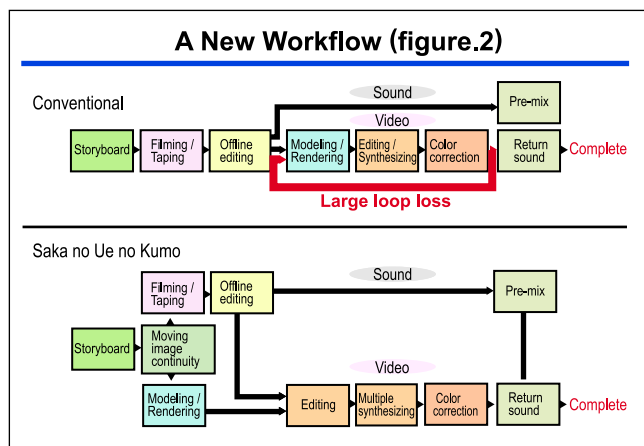 A New Workflow (figure.2)
Conventional
Sound
Pre-mix
Video
Storyboard
Filming /
Taping
Offline
editing
Modeling /
Rendering
Editing /
Synthesizing
Color
correction
Return
sound
Complete
Large loop loss
Saka no Ue no Kumo
Filming /
Taping
Offline
editing
Sound
Pre-mix
Storyboard
Moving
image
continuity
Video
Modeling /
Rendering
Editing
Multiple
synthesizing
Color
correction
Return
sound
Complete